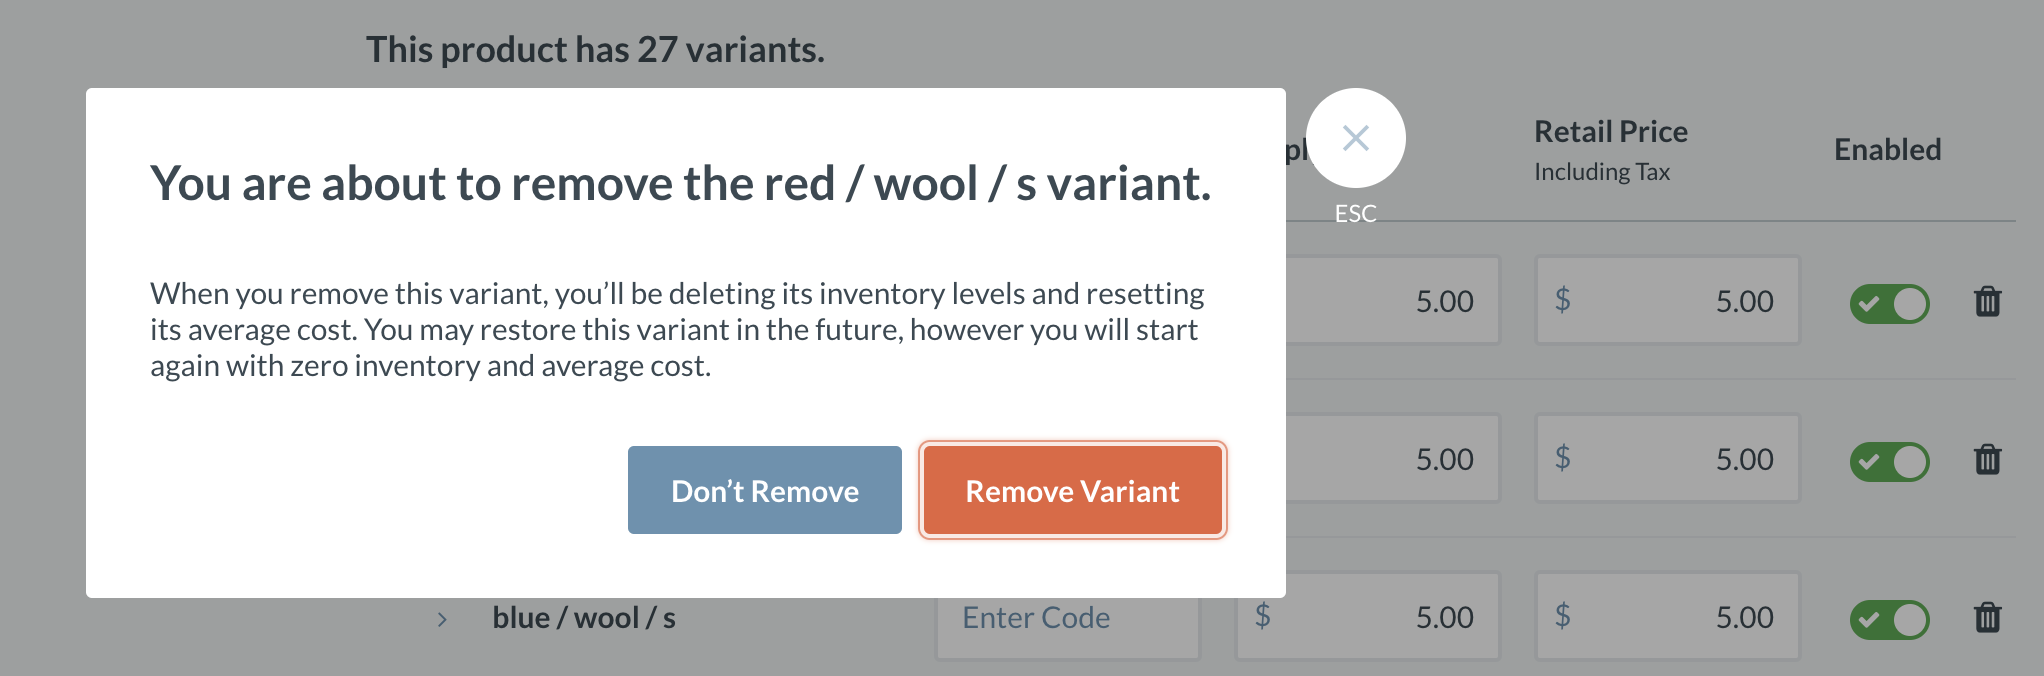 This product has 27 variants.
You are about to remove the red / wool / s variant.
When you remove this variant, you’ll be deleting its inventory levels and resetting
its average cost. You may restore this variant in the future, however you will start
again with zero inventory and average cost.
Don’t Remove
Remove Variant
ESC
Retail Price
Including Tax
Enabled
5.00
$ 5.00
5.00
$ 5.00
blue / wool / s
Enter Code
$ 5.00
$ 5.00